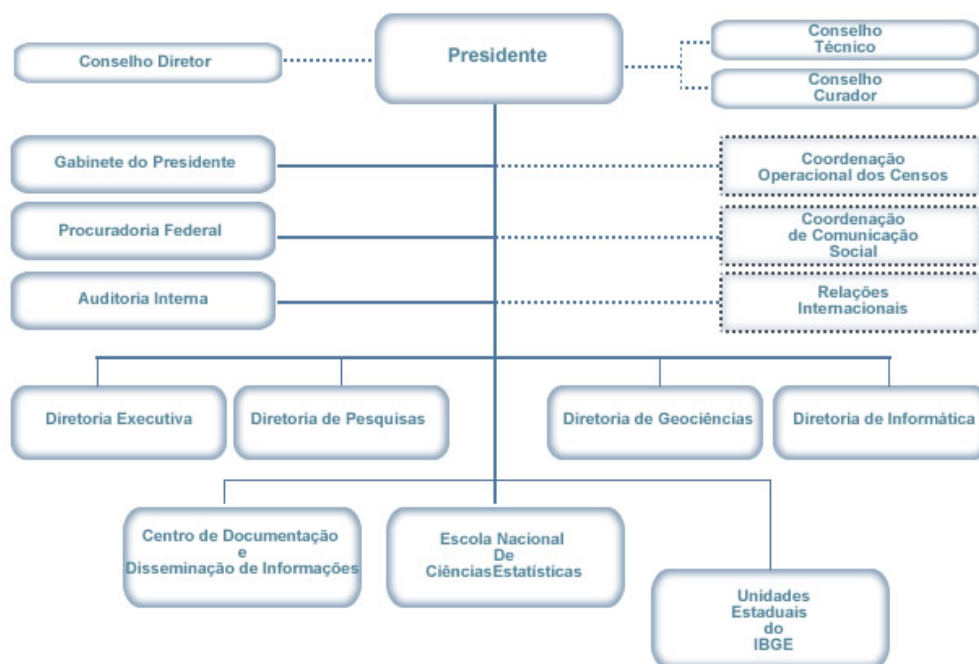 Presidente
Conselho Diretor
Conselho
Técnico
Conselho
Curador
Gabinete do Presidente
Coordenação
Operacional dos Censos
Procuradoria Federal
Coordenação
de Comunicação
Social
Auditoria Interna
Relações
Internacionais
Diretoria Executiva
Diretoria de Pesquisas
Diretoria de Geociências
Diretoria de Informática
Centro de Documentação
e
Disseminação de Informações
Escola Nacional
De
CiênciasEstatísticas
Unidades
Estaduais
do
IBGE